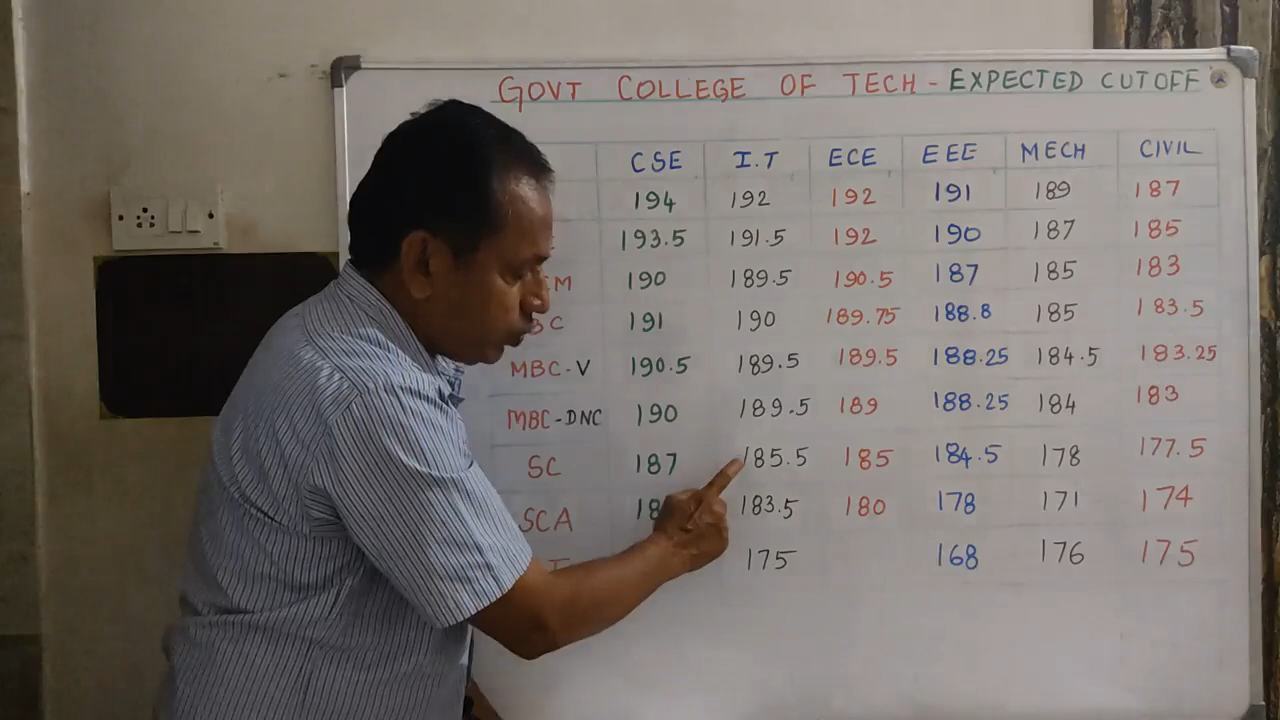 GOVT COLLEGE OF TECH - EXPECTED CUTOFF
CSE I.T ECE EEE MECH CIVIL
194 192 192 191 189 187
193.5 191.5 192 190 187 185
190 189.5 190.5 187 185 183
191 190 189.75 188.8 185 183.5
MBC-V 190.5 189.5 189.5 188.25 184.5 183.25
MBC-DNC 190 189.5 189 188.25 184 183
SC 187 185.5 185 184.5 178 177.5
SCA 183.5 180 178 171 174
175 168 176 175